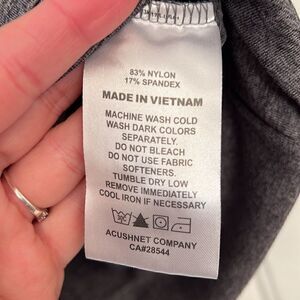 83% NYLON
17% SPANDEX
MADE IN VIETNAM
MACHINE WASH COLD
WASH DARK COLORS
SEPARATELY.
DO NOT BLEACH
DO NOT USE FABRIC
SOFTENERS.
TUMBLE DRY LOW
REMOVE IMMEDIATELY
COOL IRON IF NECESSARY
ACUSHNET COMPANY
CA#28544